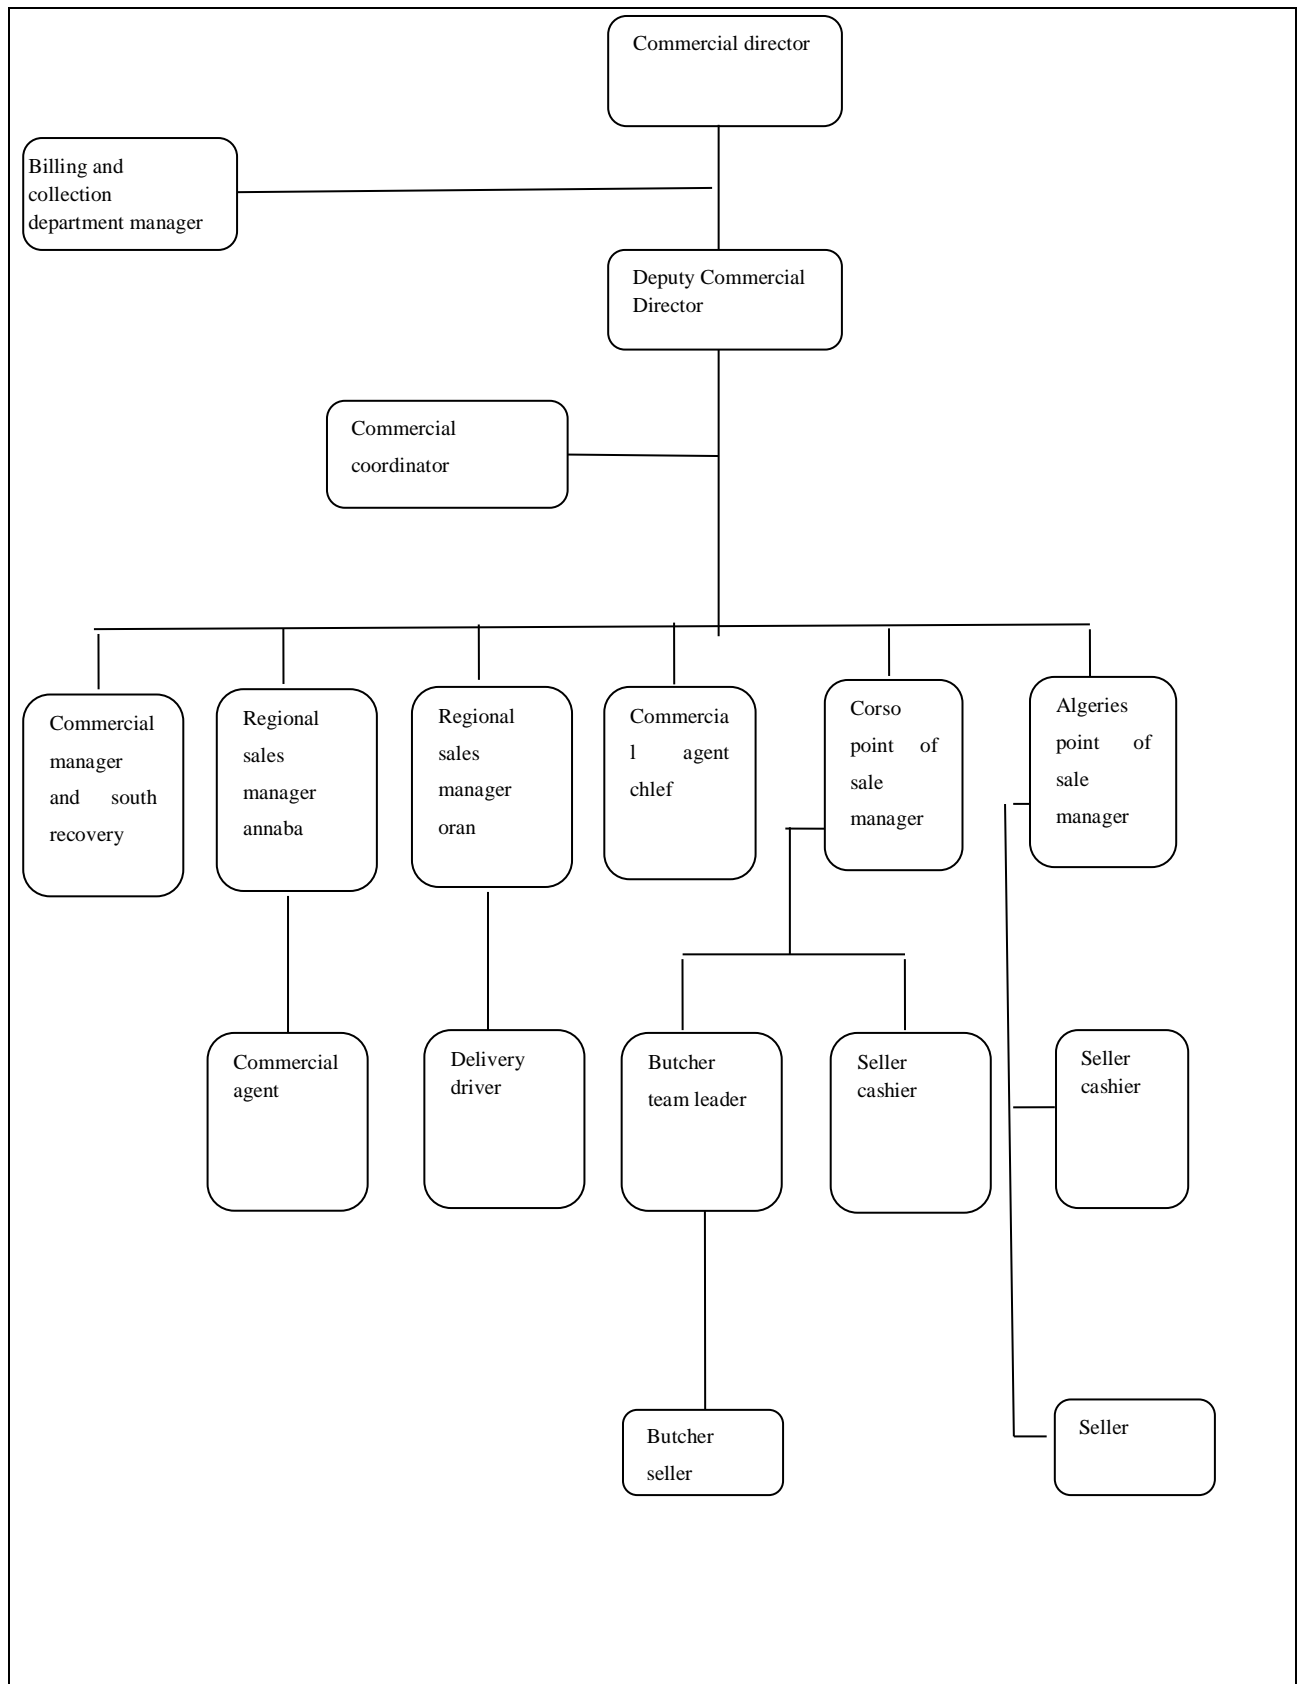 Commercial director
Billing and
collection
department manager
Deputy Commercial
Director
Commercial
coordinator
Commercial
manager
and south
recovery
Regional
sales
manager
annaba
Regional
sales
manager
oran
Commercia
l agent
chlef
Corso
point of
sale
manager
Algeries
point of
sale
manager
Commercial
agent
Delivery
driver
Butcher
team leader
Seller
cashier
Seller
cashier
Butcher
seller
Seller